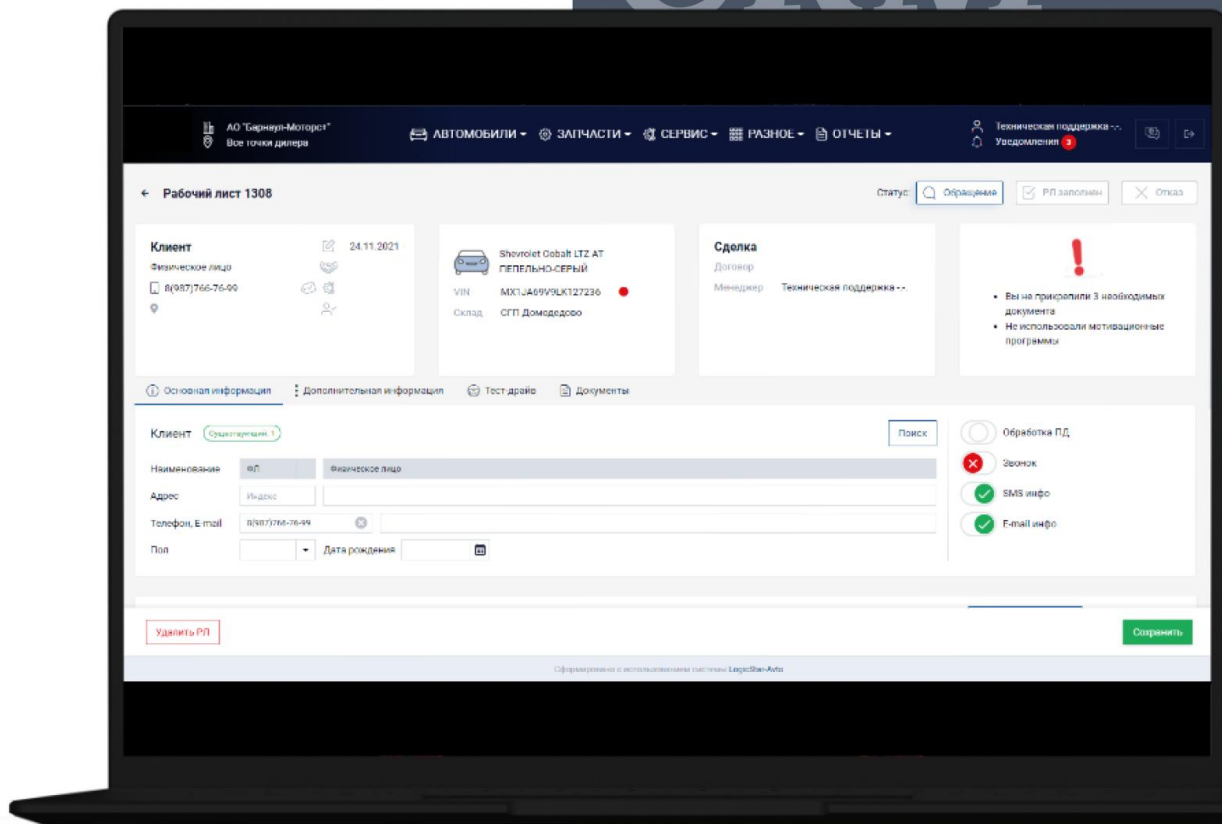 CRM
АО "Барнаул-Моторст"
Все точки дилера
АВТОМОБИЛИ
ЗАПЧАСТИ
СЕРВИС
РАЗНОЕ
ОТЧЕТЫ
Техническая поддержка -.-.
Уведомления 3
Рабочий лист 1308
Статус:
Обращение
РЛ заполнен
Отказ
Клиент
24.11.2021
Физическое лицо
8(987)766-76-99
Shevrolet Cobalt LTZ AT
ПЕПЕЛЬНО-СЕРЫЙ
VIN MX1JA69V9LK127236
Склад СГП Домодедово
Сделка
Договор
Менеджер Техническая поддержка -.-.
Вы не прикрепили 3 необходимых
документа
Не использовали мотивационные
программы
Основная информация
Дополнительная информация
Тест-драйв
Документы
Клиент Существующий, 1
Поиск
Наименование ФЛ Физическое лицо
Адрес Индекс
Телефон, E-mail 8(987)766-76-99
Пол Дата рождения
Обработка ПД
Звонок
SMS инфо
E-mail инфо
Удалить РЛ
Сохранить
Сформировано с использованием системы LogicStar-Avto